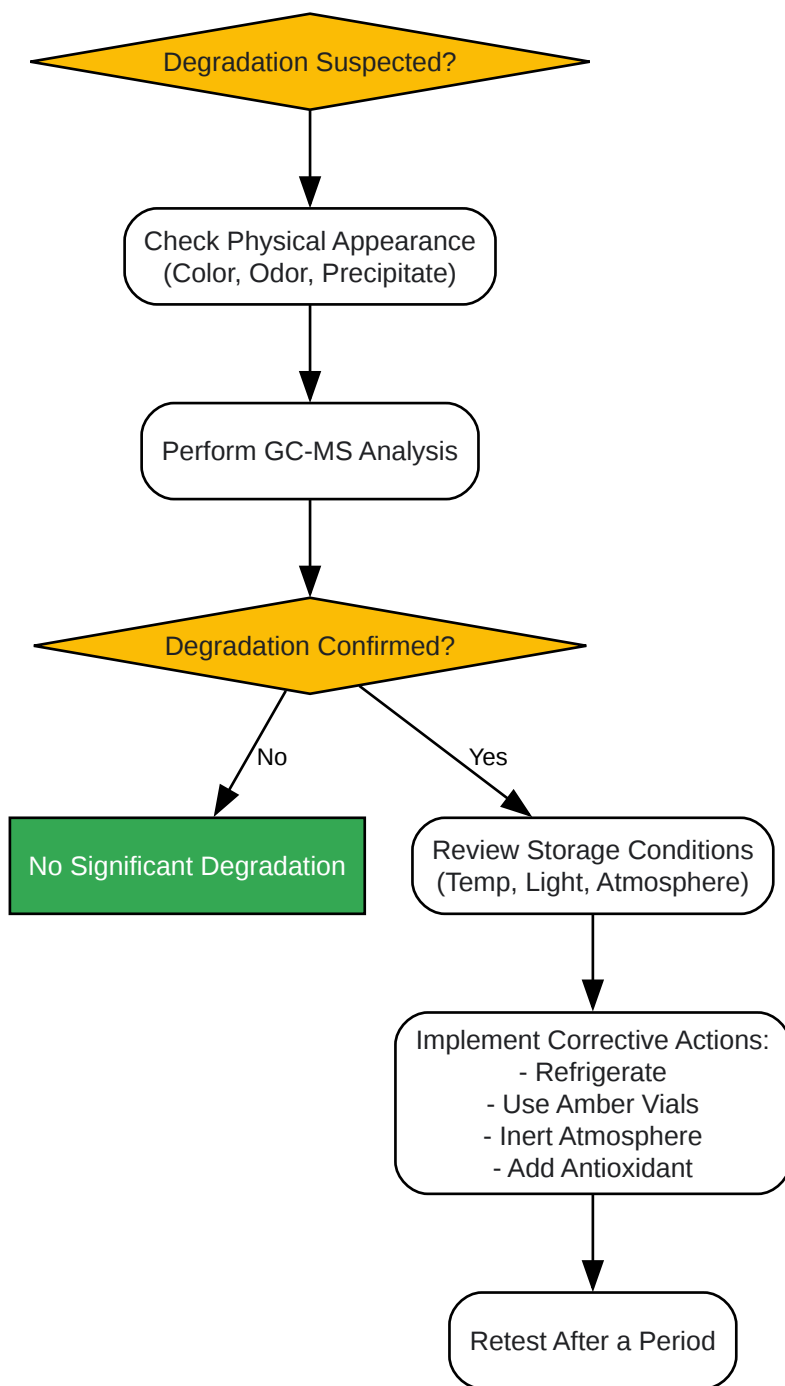 Degradation Suspected?
Check Physical Appearance
(Color, Odor, Precipitate)
Perform GC-MS Analysis
Degradation Confirmed?
No
Yes
No Significant Degradation
Review Storage Conditions
(Temp, Light, Atmosphere)
Implement Corrective Actions:
- Refrigerate
- Use Amber Vials
- Inert Atmosphere
- Add Antioxidant
Retest After a Period